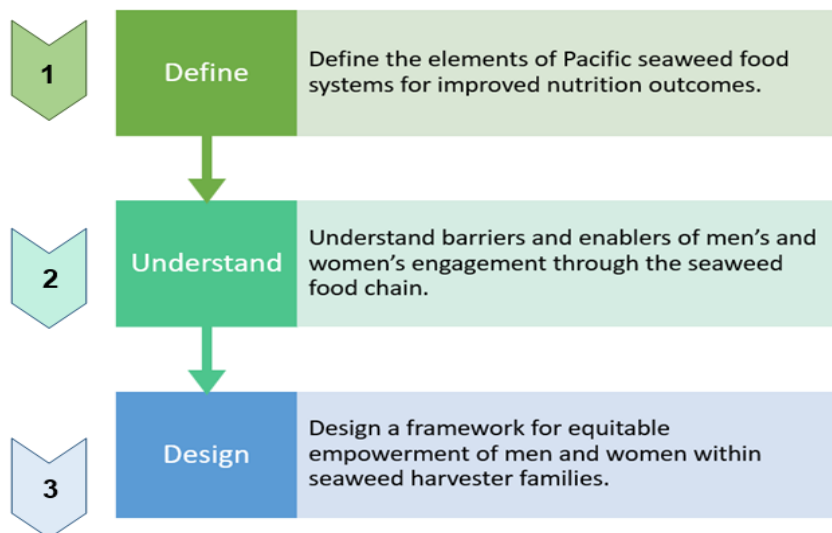 1
Define
Define the elements of Pacific seaweed food
systems for improved nutrition outcomes.
2
Understand
Understand barriers and enablers of men’s and
women’s engagement through the seaweed
food chain.
3
Design
Design a framework for equitable
empowerment of men and women within
seaweed harvester families.